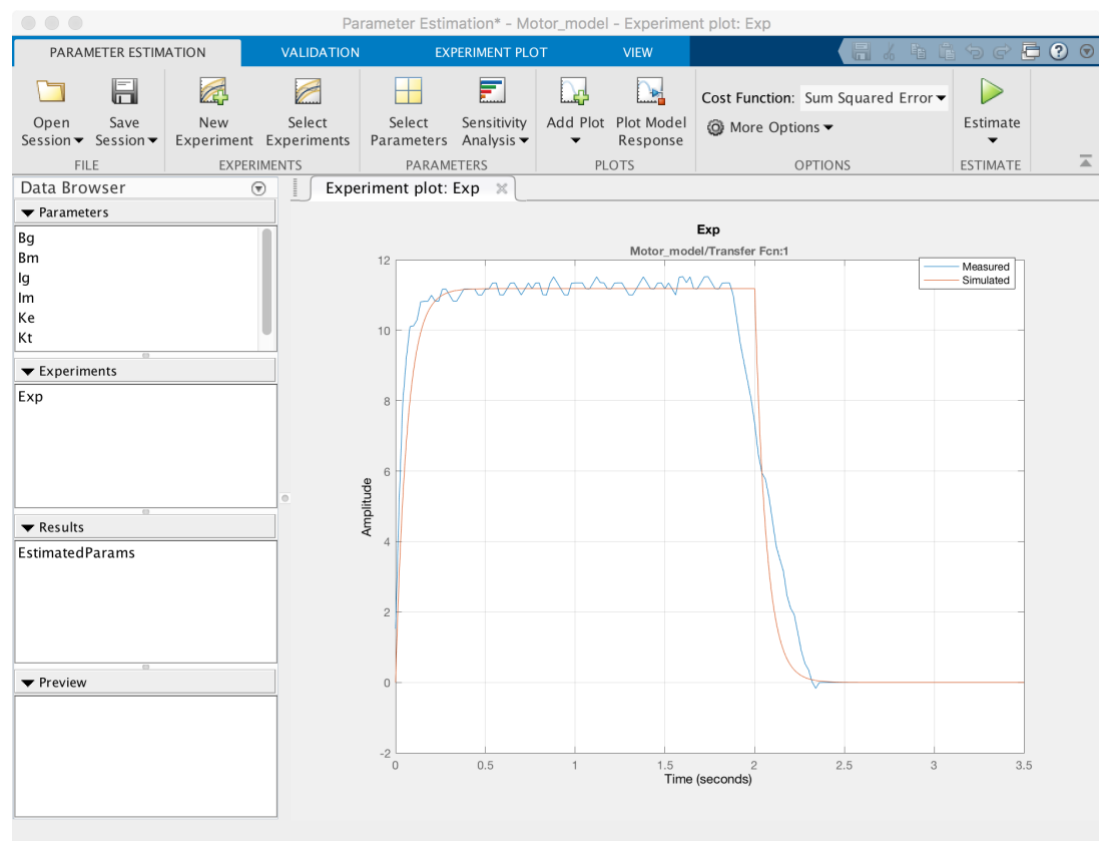 Parameter Estimation* - Motor_model - Experiment plot: Exp
PARAMETER ESTIMATION VALIDATION EXPERIMENT PLOT VIEW
Open Session Save Session New Experiment Select Experiments Select Parameters Sensitivity Analysis Add Plot Plot Model Response Cost Function: Sum Squared Error More Options Estimate
FILE EXPERIMENTS PARAMETERS PLOTS OPTIONS ESTIMATE
Data Browser
Parameters
Bg
Bm
Ig
Im
Ke
Kt
Experiments
Exp
Results
EstimatedParams
Preview
Experiment plot: Exp
Exp
Motor_model/Transfer Fcn:1
Measured
Simulated
Amplitude
12
10
8
6
4
2
0
-2
0 0.5 1 1.5 2 2.5 3 3.5
Time (seconds)